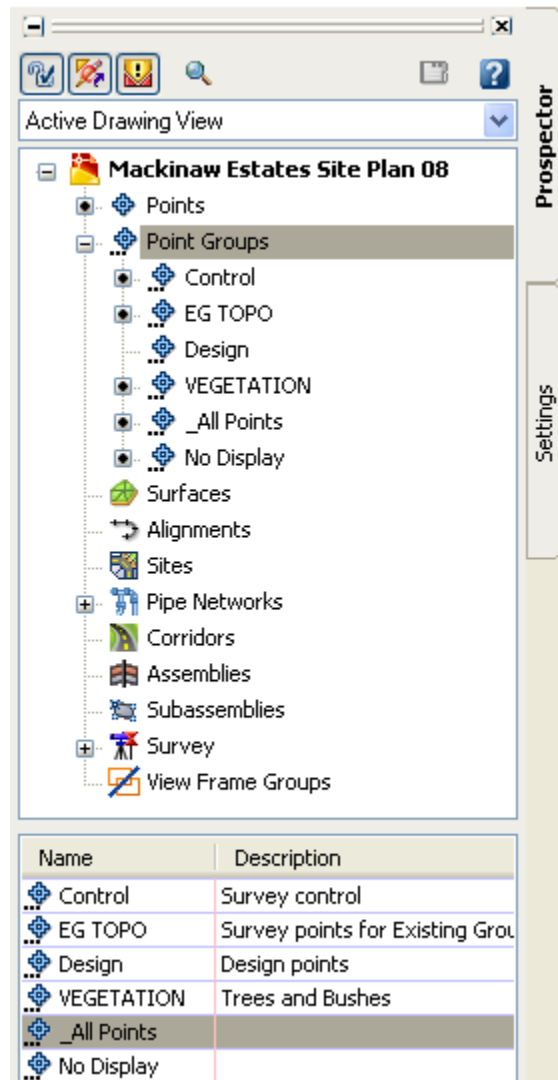 Active Drawing View
Mackinaw Estates Site Plan 08
Points
Point Groups
Control
EG TOPO
Design
VEGETATION
_All Points
No Display
Surfaces
Alignments
Sites
Pipe Networks
Corridors
Assemblies
Subassemblies
Survey
View Frame Groups
Name Description
Control Survey control
EG TOPO Survey points for Existing Grou
Design Design points
VEGETATION Trees and Bushes
_All Points
No Display
Prospector
Settings